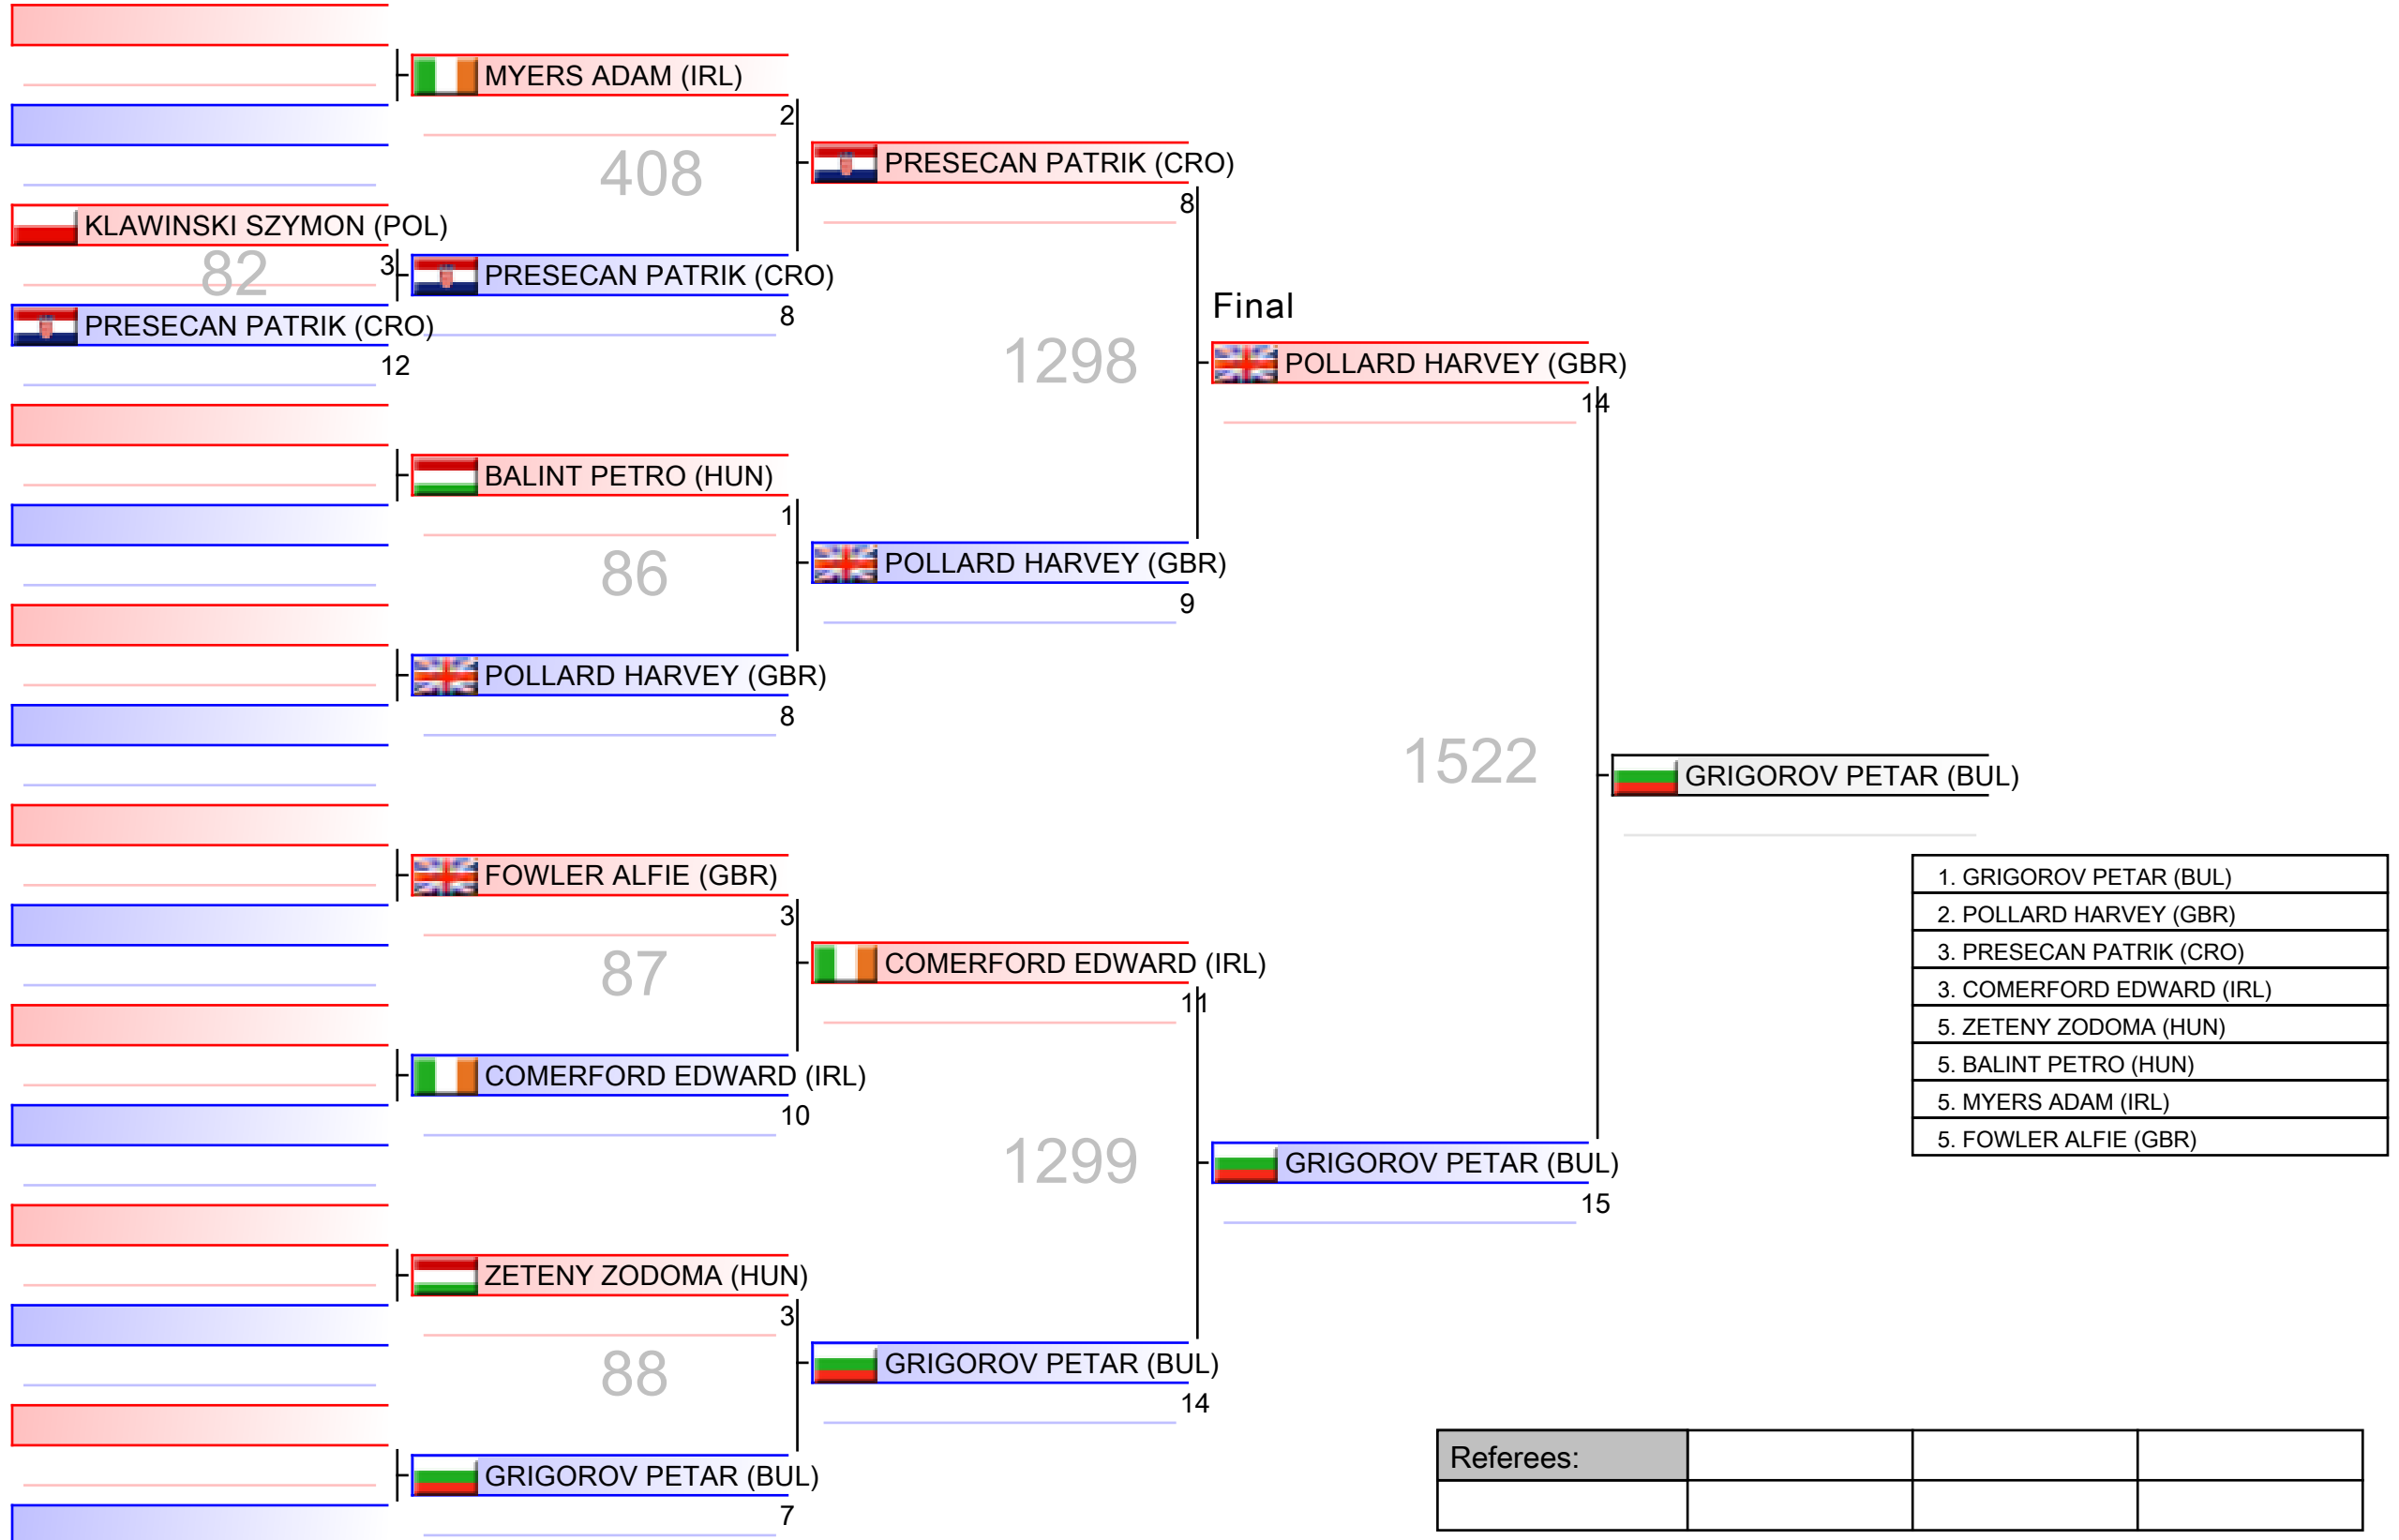 MYERS ADAM (IRL)
2
408
PRESECAN PATRIK (CRO)
8
KLAWINSKI SZYMON (POL)
82
3
PRESECAN PATRIK (CRO)
8
PRESECAN PATRIK (CRO)
12
Final
1298
POLLARD HARVEY (GBR)
14
BALINT PETRO (HUN)
1
86
POLLARD HARVEY (GBR)
9
POLLARD HARVEY (GBR)
8
1522
GRIGOROV PETAR (BUL)
FOWLER ALFIE (GBR)
3
87
COMERFORD EDWARD (IRL)
11
COMERFORD EDWARD (IRL)
10
1299
GRIGOROV PETAR (BUL)
15
ZETENY ZODOMA (HUN)
3
88
GRIGOROV PETAR (BUL)
14
GRIGOROV PETAR (BUL)
7
1. GRIGOROV PETAR (BUL)
2. POLLARD HARVEY (GBR)
3. PRESECAN PATRIK (CRO)
3. COMERFORD EDWARD (IRL)
5. ZETENY ZODOMA (HUN)
5. BALINT PETRO (HUN)
5. MYERS ADAM (IRL)
5. FOWLER ALFIE (GBR)
Referees: